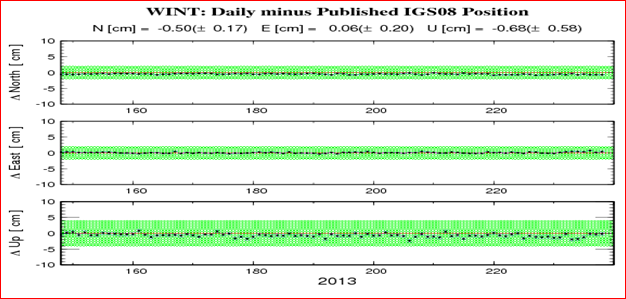 WINT: Daily minus Published IGS08 Position
N [cm] = -0.50(± 0.17) E [cm] = 0.06(± 0.20) U [cm] = -0.68(± 0.58)
Δ North [ cm]
10
5
0
-5
-10
160 180 200 220
Δ East [ cm]
10
5
0
-5
-10
160 180 200 220
Δ Up [ cm]
10
5
0
-5
-10
160 180 200 220
2013